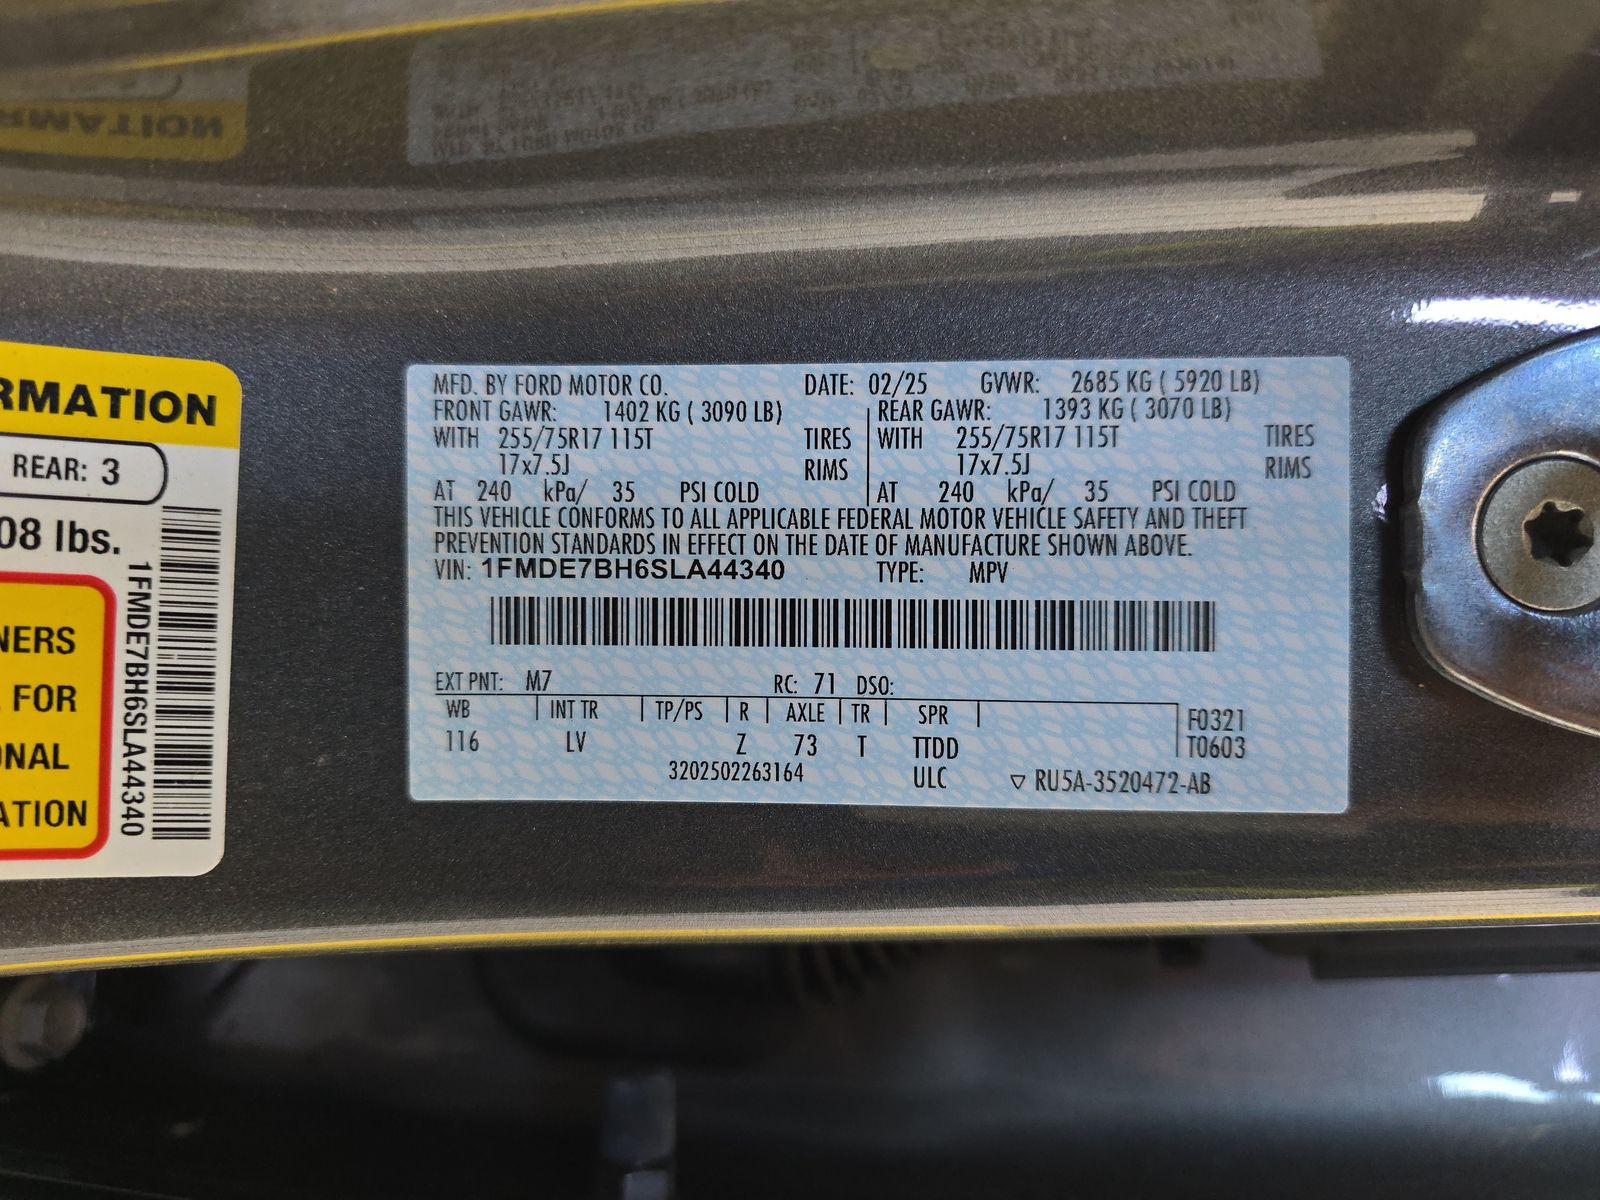 RMATION
REAR: 3
08 lbs.
1FMDE7BH6SLA44340
NERS
FOR
ONAL
ATION
MFD. BY FORD MOTOR CO. DATE: 02/25 GVWR: 2685 KG ( 5920 LB)
FRONT GAWR: 1402 KG ( 3090 LB) REAR GAWR: 1393 KG ( 3070 LB)
WITH 255/75R17 115T TIRES WITH 255/75R17 115T TIRES
17x7.5J RIMS 17x7.5J RIMS
AT 240 kPa/ 35 PSI COLD AT 240 kPa/ 35 PSI COLD
THIS VEHICLE CONFORMS TO ALL APPLICABLE FEDERAL MOTOR VEHICLE SAFETY AND THEFT
PREVENTION STANDARDS IN EFFECT ON THE DATE OF MANUFACTURE SHOWN ABOVE.
VIN: 1FMDE7BH6SLA44340 TYPE: MPV
EXT PNT: M7 RC: 71 DSO:
WB INT TR TP/PS R AXLE TR SPR F0321
116 LV Z 73 T TTDD T0603
3202502263164 ULC ▽ RU5A-3520472-AB